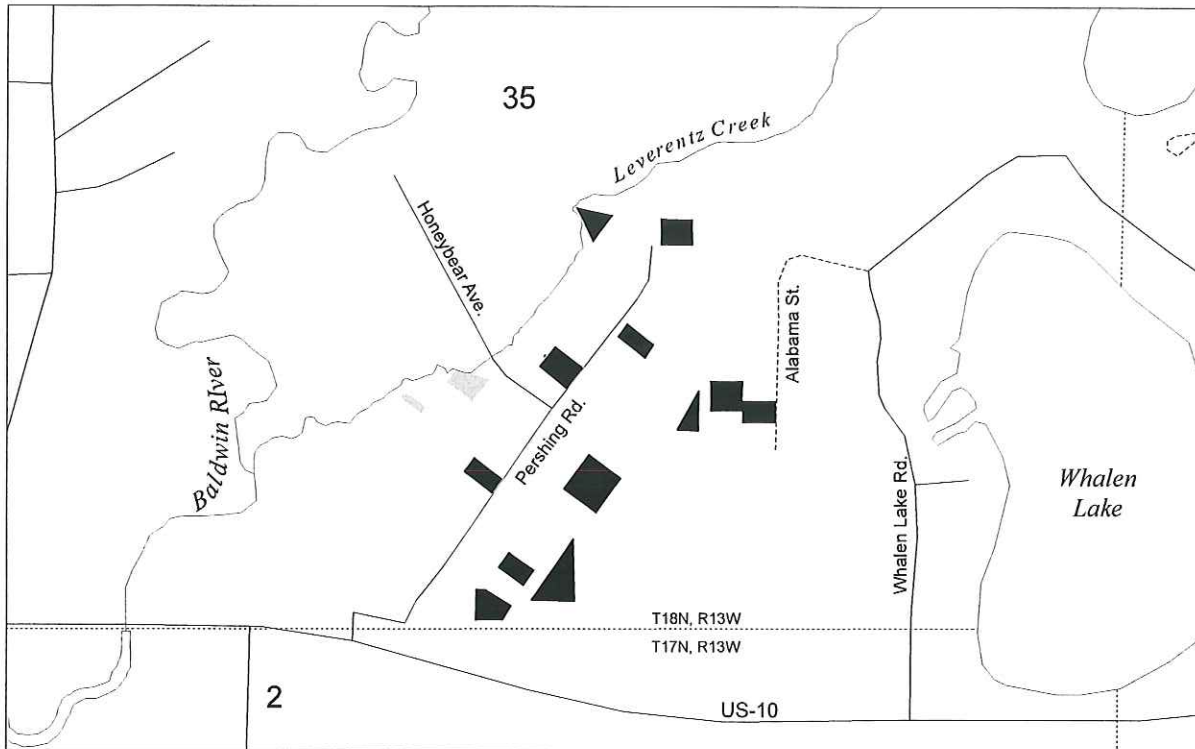 35
Leverentz Creek
Honeybear Ave.
Alabama St.
Baldwin RIver
Pershing Rd.
Whalen Lake Rd.
Whalen
Lake
T18N, R13W
T17N, R13W
2
US-10